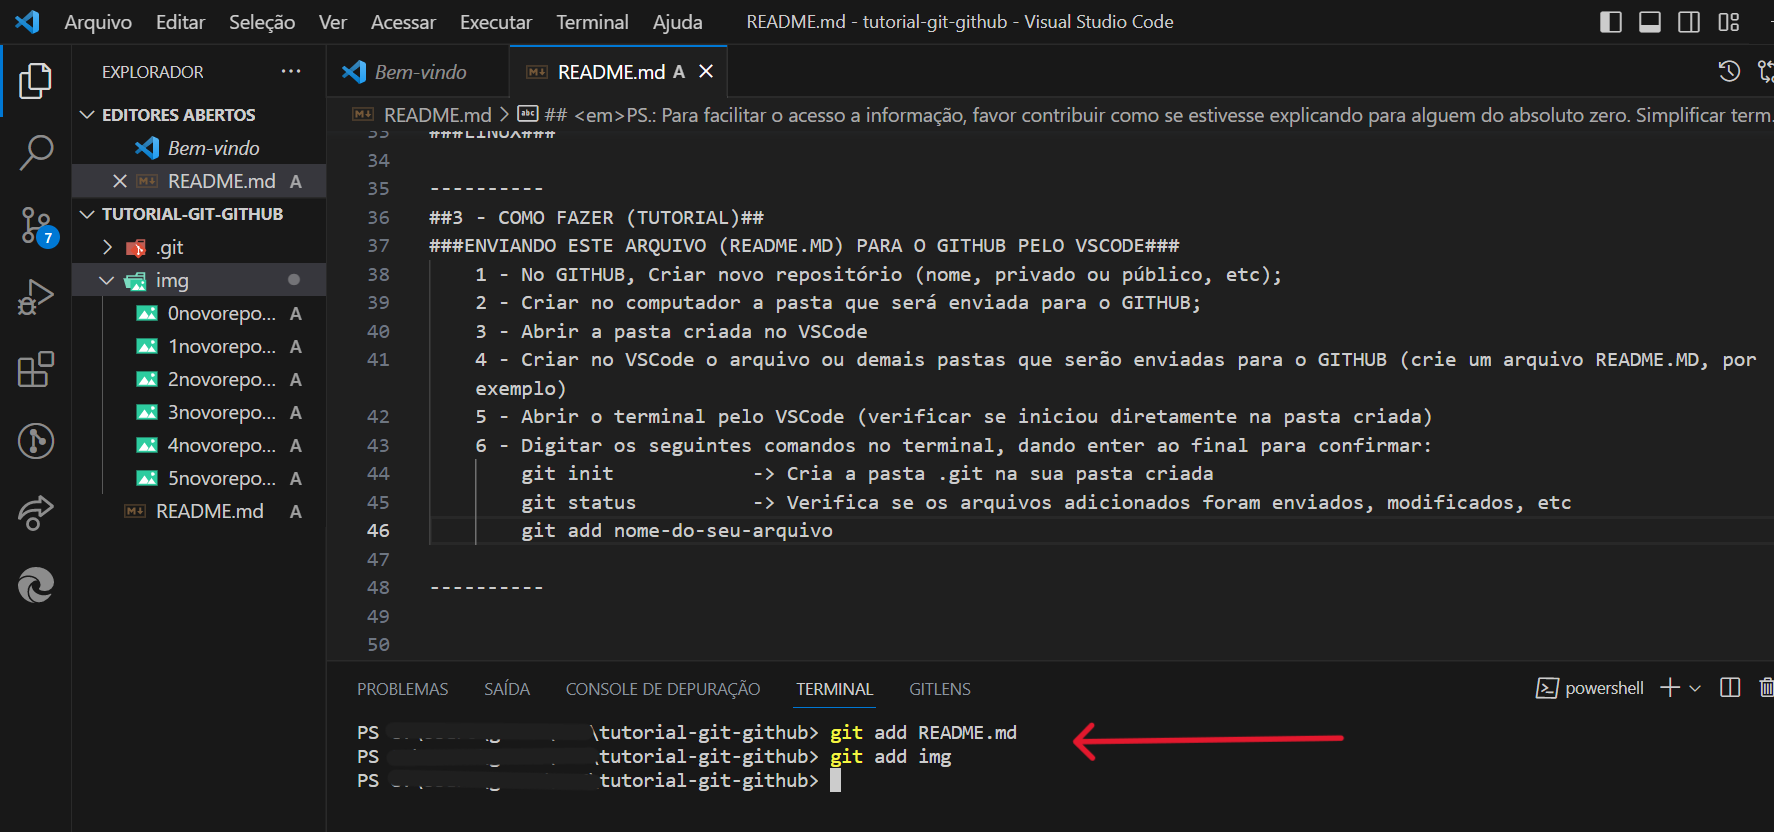 Arquivo Editar Seleção Ver Acessar Executar Terminal Ajuda README.md - tutorial-git-github - Visual Studio Code
EXPLORADOR ...
Bem-vindo
README.md A
EDITORES ABERTOS
Bem-vindo
README.md A
TUTORIAL-GIT-GITHUB
.git
img
0novorepo... A
1novorepo... A
2novorepo... A
3novorepo... A
4novorepo... A
5novorepo... A
README.md A
7
README.md > ## <em>PS.: Para facilitar o acesso a informação, favor contribuir como se estivesse explicando para alguem do absoluto zero. Simplificar term.
33 ###LINUX###
34
35 ----------
36 ##3 - COMO FAZER (TUTORIAL)##
37 ###ENVIANDO ESTE ARQUIVO (README.MD) PARA O GITHUB PELO VSCODE###
38 1 - No GITHUB, Criar novo repositório (nome, privado ou público, etc);
39 2 - Criar no computador a pasta que será enviada para o GITHUB;
40 3 - Abrir a pasta criada no VSCode
41 4 - Criar no VSCode o arquivo ou demais pastas que serão enviadas para o GITHUB (crie um arquivo README.MD, por
exemplo)
42 5 - Abrir o terminal pelo VSCode (verificar se iniciou diretamente na pasta criada)
43 6 - Digitar os seguintes comandos no terminal, dando enter ao final para confirmar:
44 git init -> Cria a pasta .git na sua pasta criada
45 git status -> Verifica se os arquivos adicionados foram enviados, modificados, etc
46 git add nome-do-seu-arquivo
47
48 ----------
49
50
PROBLEMAS SAÍDA CONSOLE DE DEPURAÇÃO TERMINAL GITLENS
powershell
PS \tutorial-git-github> git add README.md
PS \tutorial-git-github> git add img
PS tutorial-git-github>